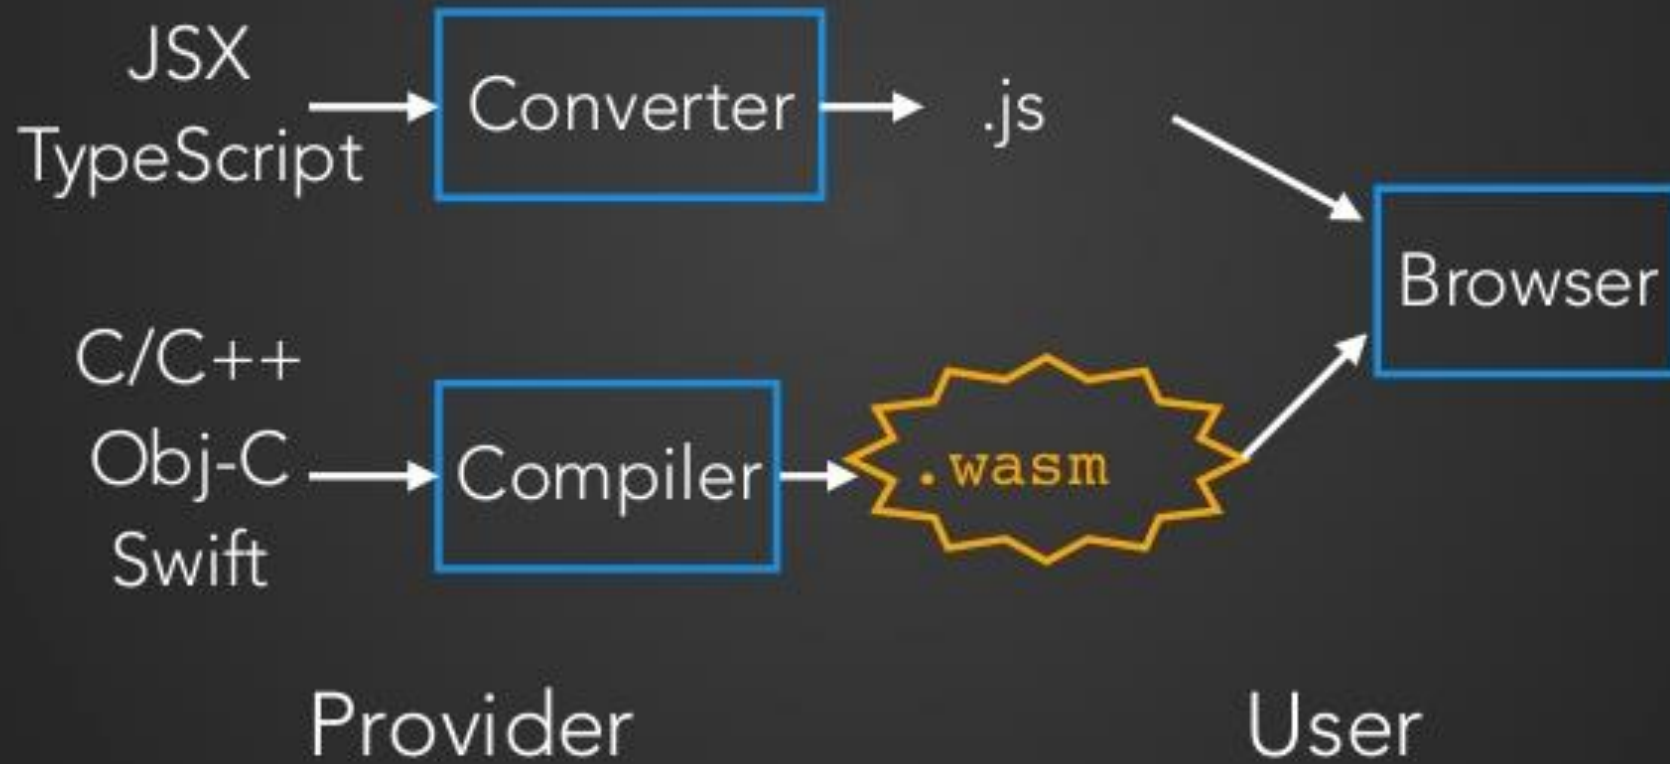 JSX
TypeScript
Converter
.js
Browser
C/C++
Obj-C
Swift
Compiler
.wasm
Provider
User